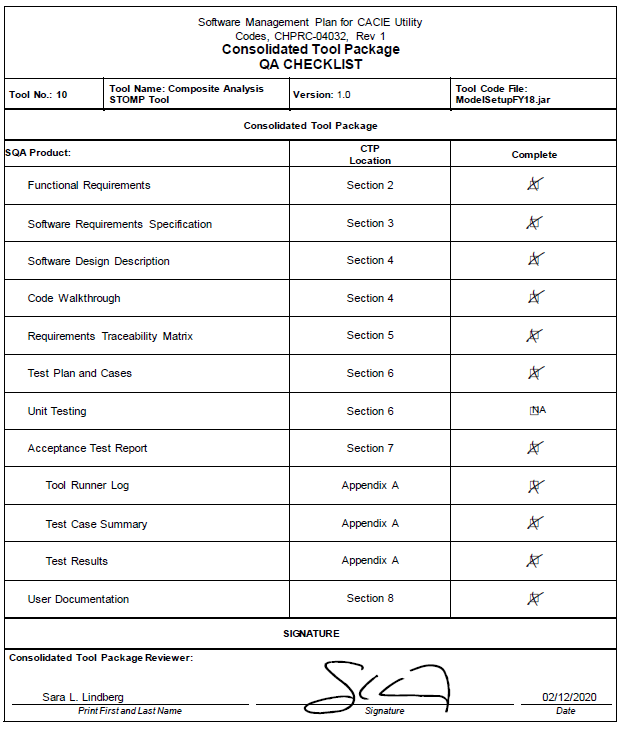 Software Management Plan for CACIE Utility
Codes, CHPRC-04032, Rev 1
Consolidated Tool Package
QA CHECKLIST
Tool No.: 10
Tool Name: Composite Analysis
STOMP Tool
Version: 1.0
Tool Code File:
ModelSetupFY18.jar
Consolidated Tool Package
SQA Product:
CTP
Location
Complete
Functional Requirements Section 2
Software Requirements Specification Section 3
Software Design Description Section 4
Code Walkthrough Section 4
Requirements Traceability Matrix Section 5
Test Plan and Cases Section 6
Unit Testing Section 6 NA
Acceptance Test Report Section 7
Tool Runner Log Appendix A
Test Case Summary Appendix A
Test Results Appendix A
User Documentation Section 8
SIGNATURE
Consolidated Tool Package Reviewer:
Sara L. Lindberg 02/12/2020
Print First and Last Name Signature Date